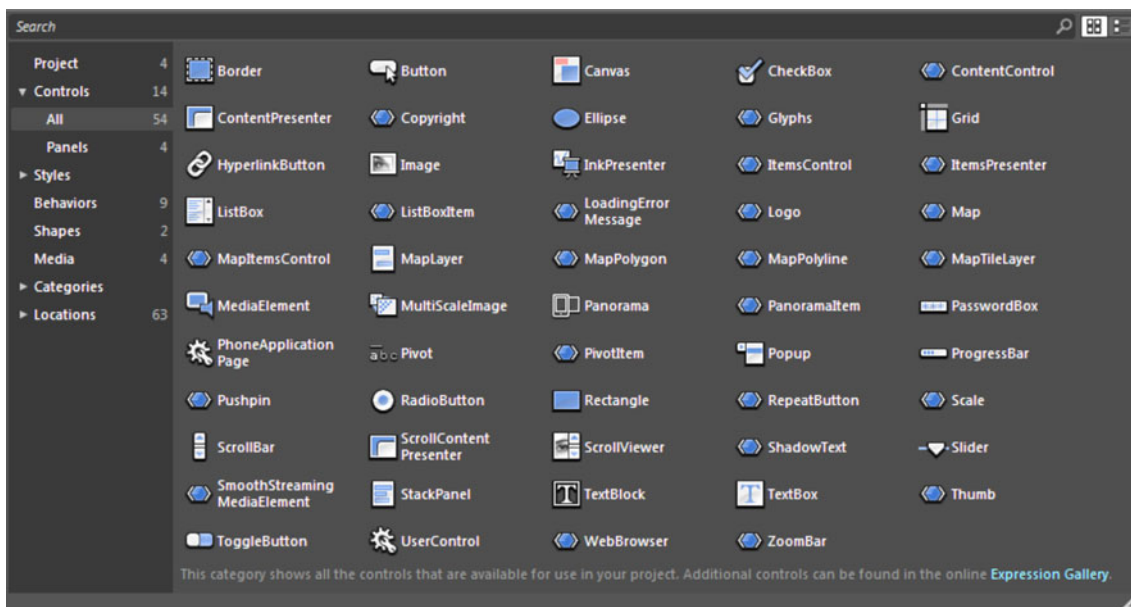 Search
Project 4
Controls 14
All 54
Panels 4
Styles
Behaviors 9
Shapes 2
Media 4
Categories
Locations 63
Border Button Canvas CheckBox ContentControl
ContentPresenter Copyright Ellipse Glyphs Grid
HyperlinkButton Image InkPresenter ItemsControl ItemsPresenter
ListBox ListBoxItem LoadingError Message Logo Map
MapItemsControl MapLayer MapPolygon MapPolyline MapTileLayer
MediaElement MultiScaleImage Panorama PanoramaItem PasswordBox
PhoneApplication Page abc Pivot PivotItem Popup ProgressBar
Pushpin RadioButton Rectangle RepeatButton Scale
ScrollBar ScrollContent Presenter ScrollViewer ShadowText Slider
SmoothStreaming MediaElement StackPanel T TextBlock T TextBox Thumb
ToggleButton UserControl WebBrowser ZoomBar
This category shows all the controls that are available for use in your project. Additional controls can be found in the online Expression Gallery.